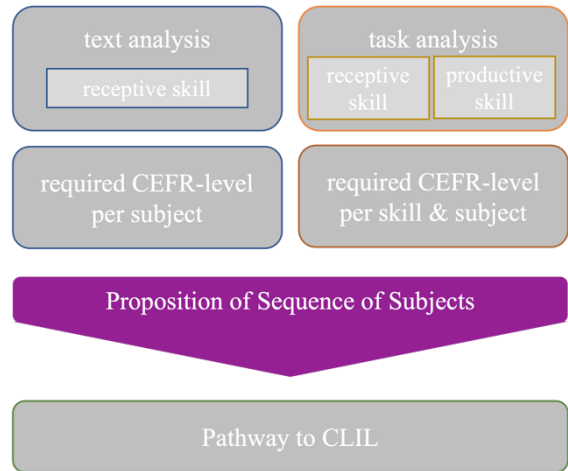 text analysis
receptive skill
task analysis
receptive
skill
productive
skill
required CEFR-level
per subject
required CEFR-level
per skill & subject
Proposition of Sequence of Subjects
Pathway to CLIL